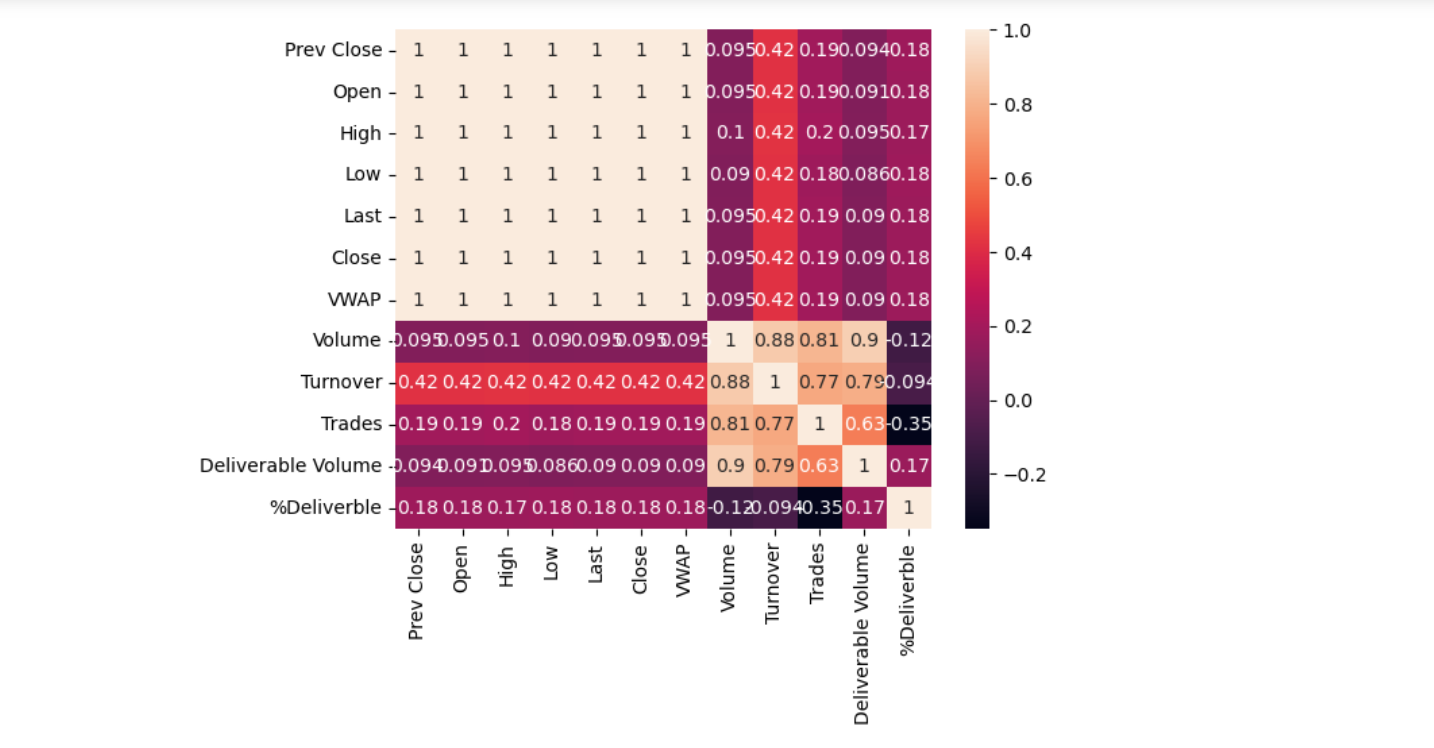 Prev Close 1 1 1 1 1 1 1 0.095 0.42 0.19 0.094 0.18
Open 1 1 1 1 1 1 1 0.095 0.42 0.19 0.091 0.18
High 1 1 1 1 1 1 1 0.1 0.42 0.2 0.095 0.17
Low 1 1 1 1 1 1 1 0.09 0.42 0.18 0.086 0.18
Last 1 1 1 1 1 1 1 0.095 0.42 0.19 0.09 0.18
Close 1 1 1 1 1 1 1 0.095 0.42 0.19 0.09 0.18
VWAP 1 1 1 1 1 1 1 0.095 0.42 0.19 0.09 0.18
Volume 0.095 0.095 0.1 0.09 0.095 0.095 0.095 1 0.88 0.81 0.9 -0.12
Turnover 0.42 0.42 0.42 0.42 0.42 0.42 0.42 0.88 1 0.77 0.79 -0.094
Trades 0.19 0.19 0.2 0.18 0.19 0.19 0.19 0.81 0.77 1 0.63 -0.35
Deliverable Volume 0.094 0.091 0.095 0.086 0.09 0.09 0.09 0.9 0.79 0.63 1 0.17
%Deliverble 0.18 0.18 0.17 0.18 0.18 0.18 0.18 -0.12 -0.094 -0.35 0.17 1
Prev Close
Open
High
Low
Last
Close
VWAP
Volume
Turnover
Trades
Deliverable Volume
%Deliverble
1.0
0.8
0.6
0.4
0.2
0.0
−0.2